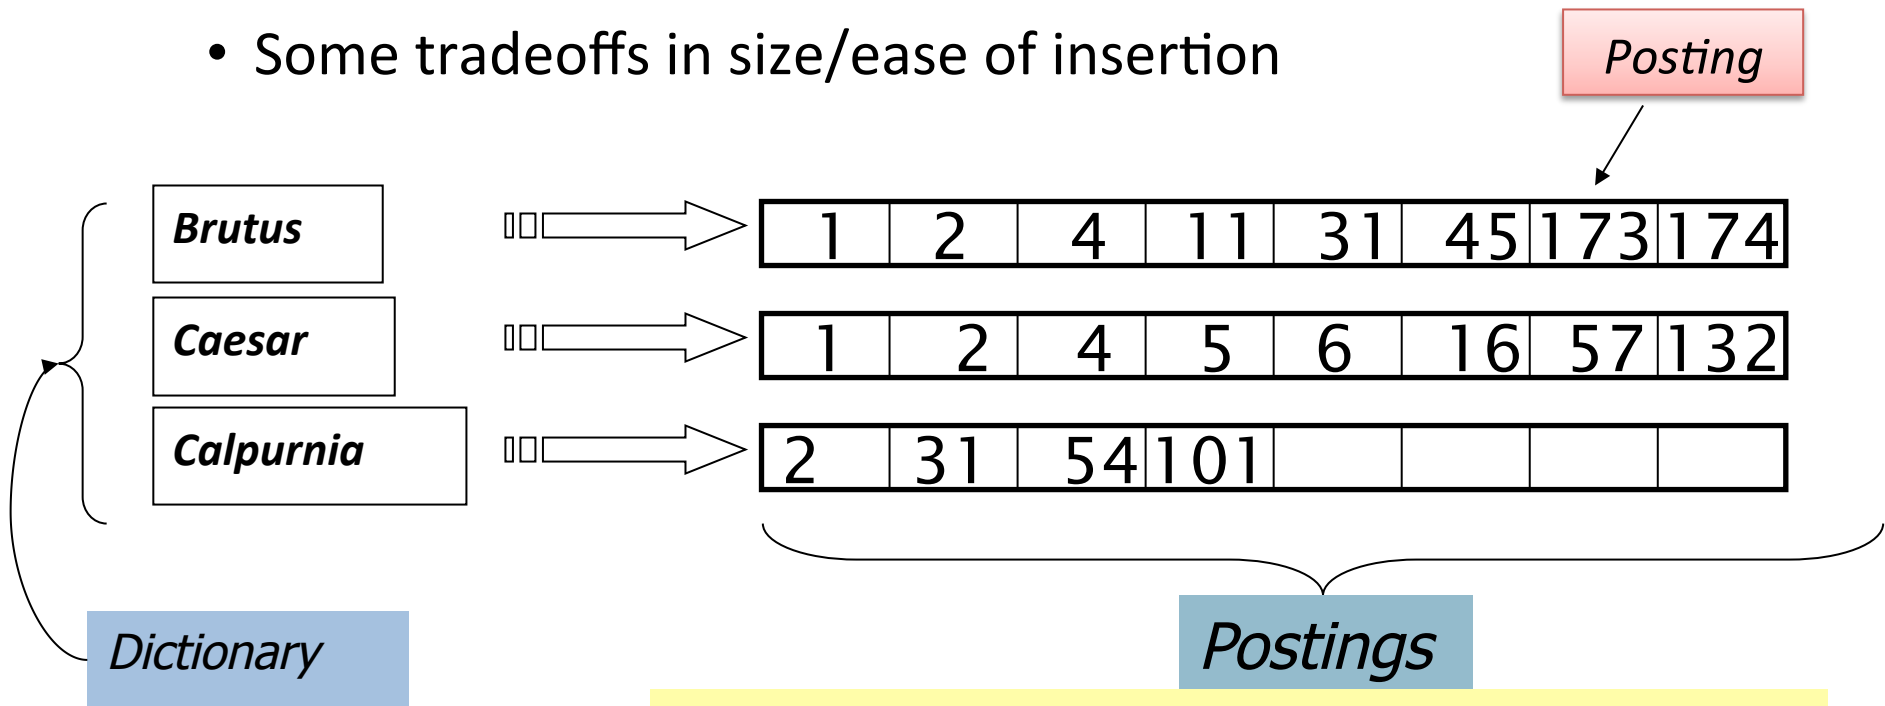 • Some tradeoffs in size/ease of insertion
Posting
Brutus 1 2 4 11 31 45 173 174
Caesar 1 2 4 5 6 16 57 132
Calpurnia 2 31 54 101
Dictionary
Postings